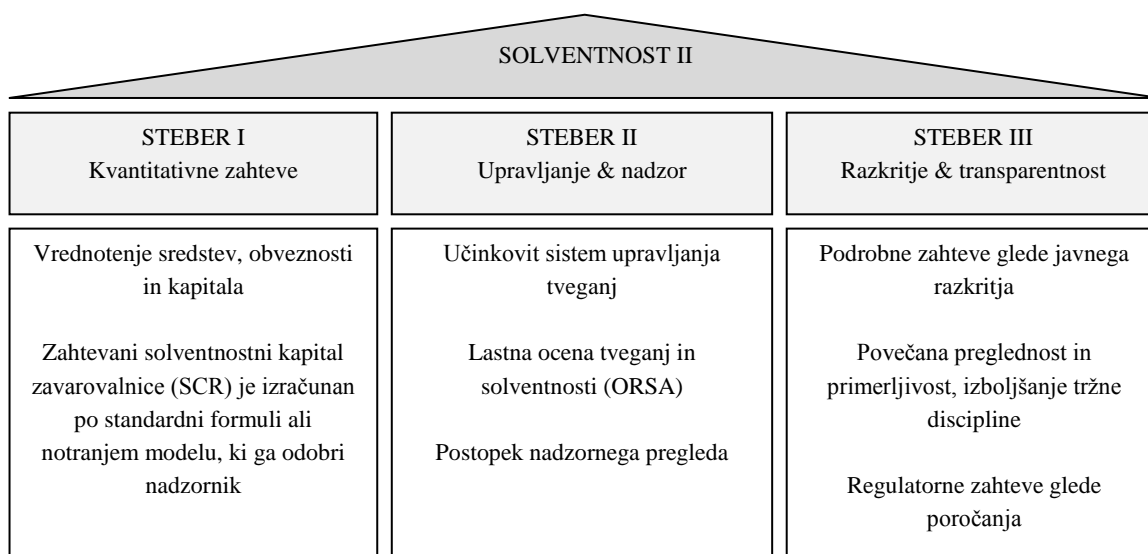 SOLVENTNOST II
STEBER I
Kvantitativne zahteve
STEBER II
Upravljanje & nadzor
STEBER III
Razkritje & transparentnost
Vrednotenje sredstev, obveznosti
in kapitala
Zahtevani solventnostni kapital
zavarovalnice (SCR) je izračunan
po standardni formuli ali
notranjem modelu, ki ga odobri
nadzornik
Učinkovit sistem upravljanja
tveganj
Lastna ocena tveganj in
solventnosti (ORSA)
Postopek nadzornega pregleda
Podrobne zahteve glede javnega
razkritja
Povečana preglednost in
primerljivost, izboljšanje tržne
discipline
Regulatorne zahteve glede
poročanja